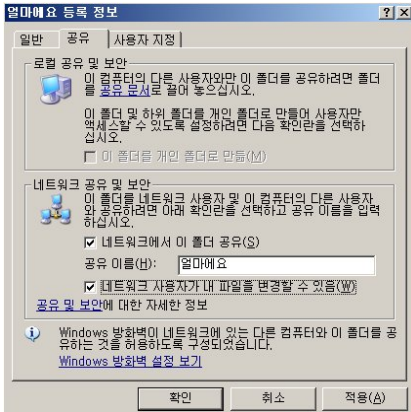 얼마에요 등록 정보
일반 공유 사용자 지정
로컬 공유 및 보안
이 컴퓨터의 다른 사용자와만 이 폴더를 공유하려면 폴더
를 공유 문서로 끌어 놓으십시오.
이 폴더 및 하위 폴더를 개인 폴더로 만들어 사용자만
액세스할 수 있도록 설정하려면 다음 확인란을 선택하
십시오.
이 폴더를 개인 폴더로 만듦(M)
네트워크 공유 및 보안
이 폴더를 네트워크 사용자 및 이 컴퓨터의 다른 사용자
와 공유하려면 아래 확인란을 선택하고 공유 이름을 입력
하십시오.
네트워크에서 이 폴더 공유(S)
공유 이름(H): 얼마에요
네트워크 사용자가 내 파일을 변경할 수 있음(W)
공유 및 보안에 대한 자세한 정보
Windows 방화벽이 네트워크에 있는 다른 컴퓨터와 이 폴더를 공
유하는 것을 허용하도록 구성되었습니다.
Windows 방화벽 설정 보기
확인 취소 적용(A)